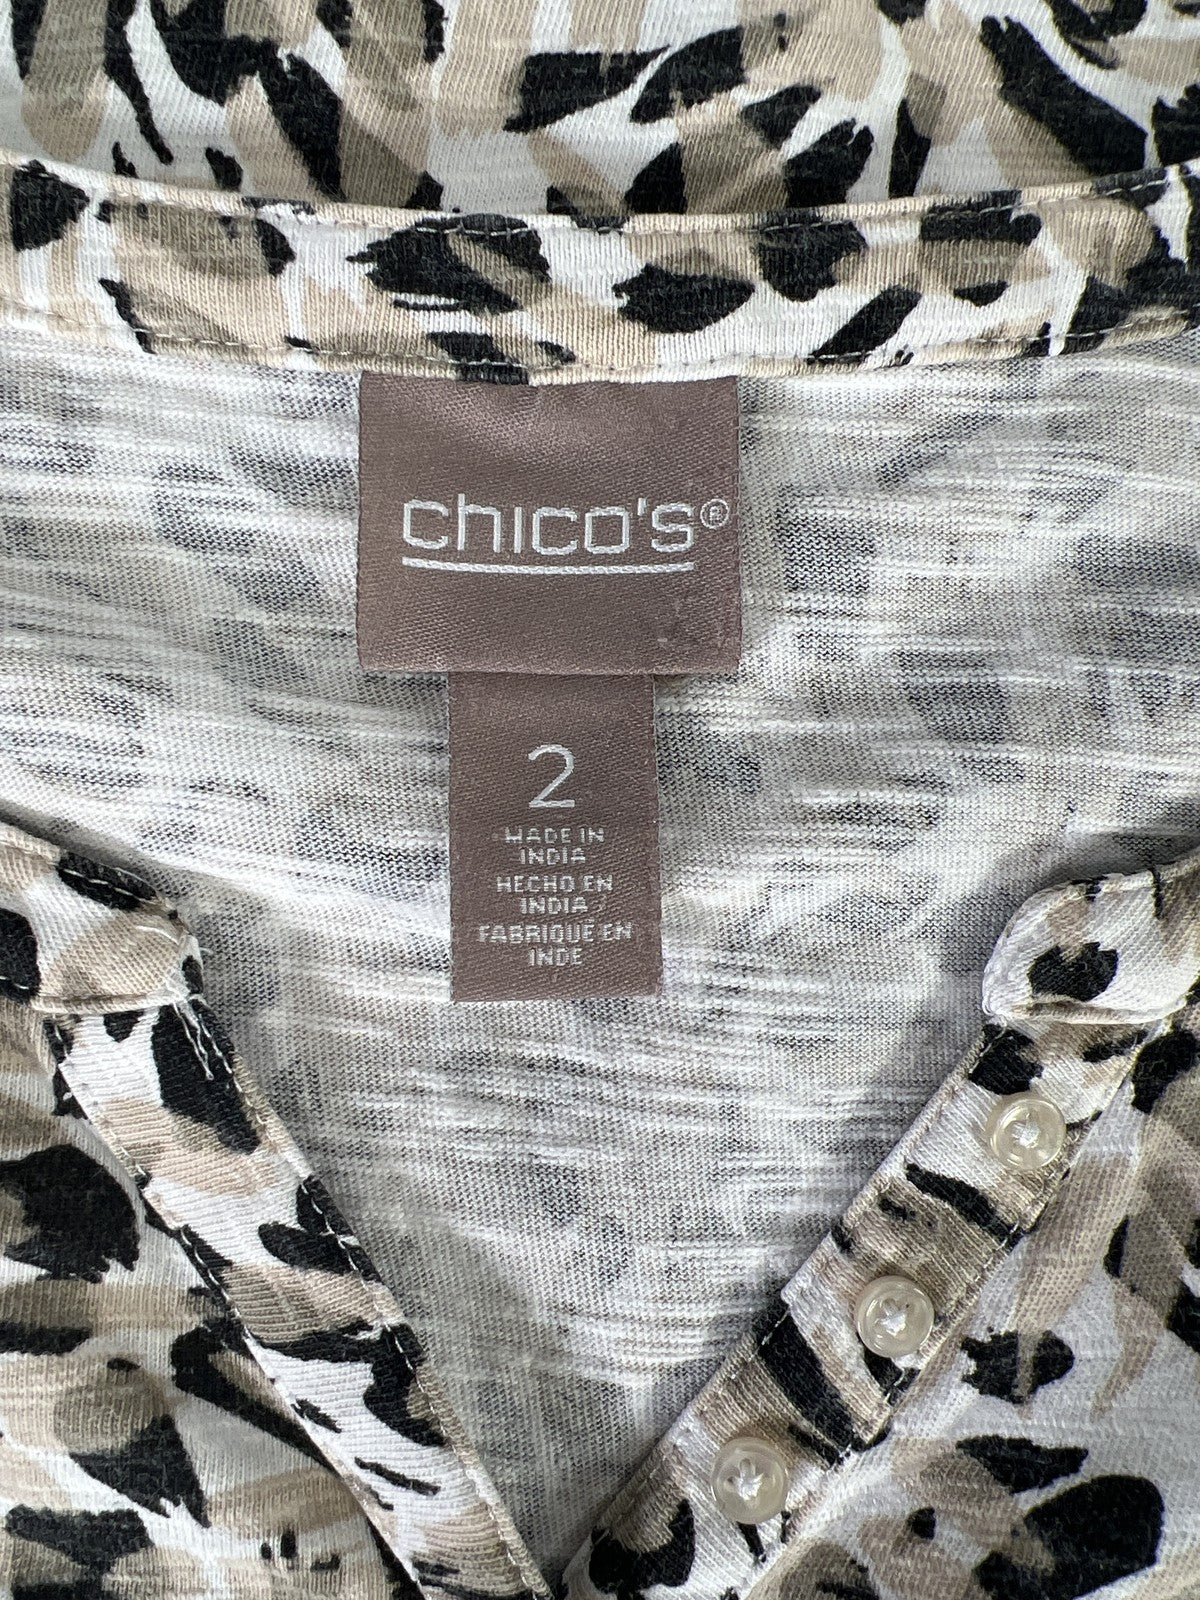 chico's®
2
MADE IN
INDIA
HECHO EN
INDIA
FABRIQUÉ EN
INDE